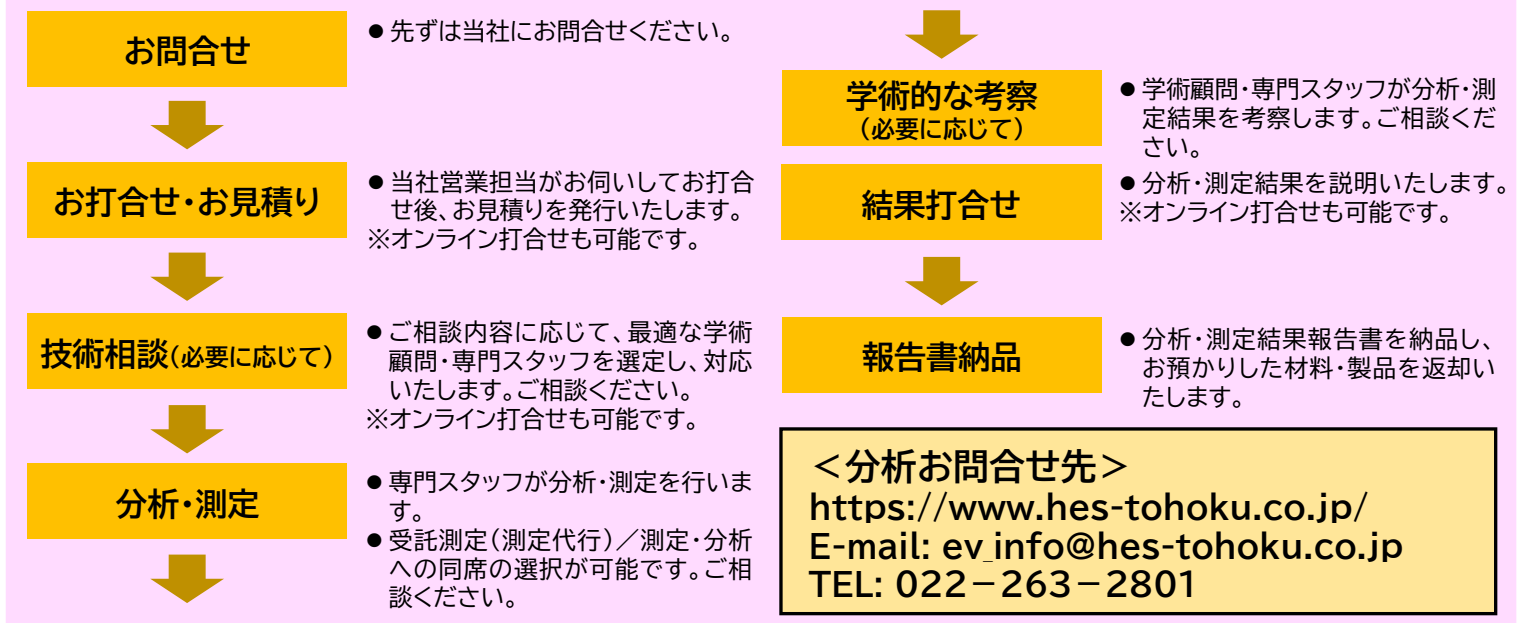 お問合せ
● 先ずは当社にお問合せください。
お打合せ・お見積り
● 当社営業担当がお伺いしてお打合
せ後、お見積りを発行いたします。
※オンライン打合せも可能です。
技術相談(必要に応じて)
● ご相談内容に応じて、最適な学術
顧問・専門スタッフを選定し、対応
いたします。ご相談ください。
※オンライン打合せも可能です。
分析・測定
● 専門スタッフが分析・測定を行いま
す。
● 受託測定(測定代行)/測定・分析
への同席の選択が可能です。ご相
談ください。
学術的な考察
(必要に応じて)
● 学術顧問・専門スタッフが分析・測
定結果を考察します。ご相談くだ
さい。
結果打合せ
● 分析・測定結果を説明いたします。
※オンライン打合せも可能です。
報告書納品
● 分析・測定結果報告書を納品し、
お預かりした材料・製品を返却い
たします。
<分析お問合せ先>
https://www.hes-tohoku.co.jp/
E-mail: ev_info@hes-tohoku.co.jp
TEL: 022-263-2801